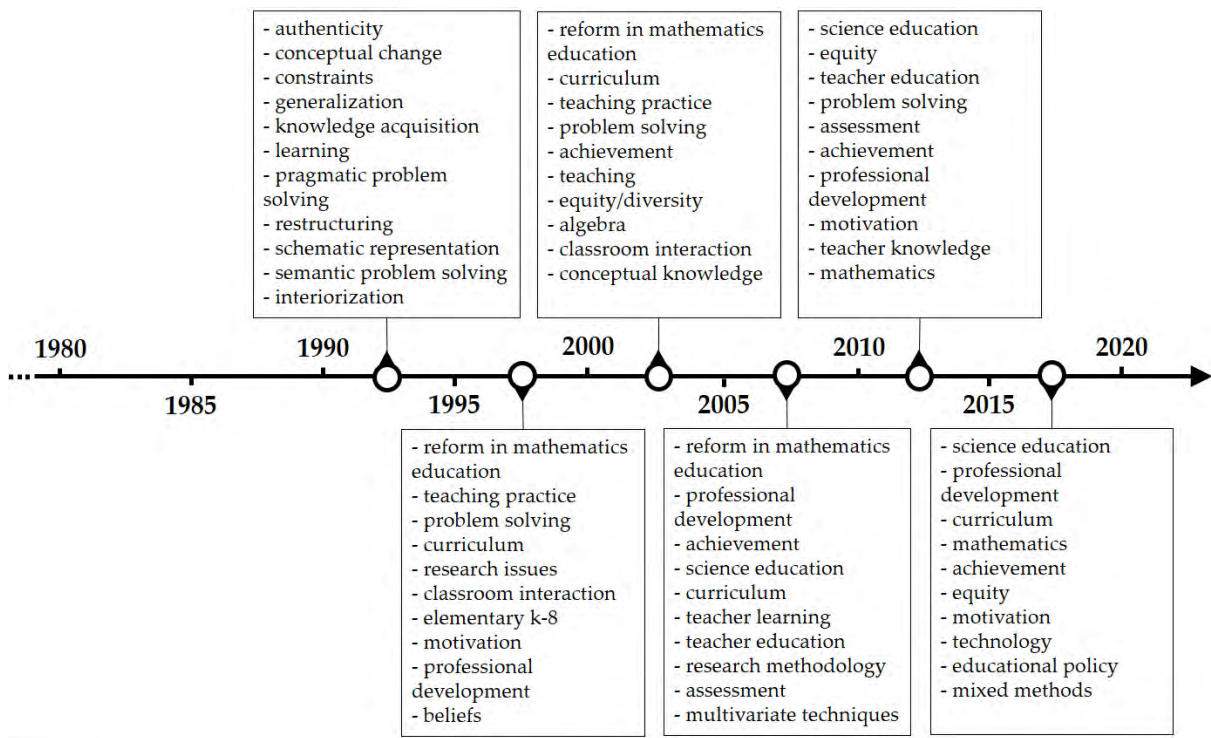 - authenticity
- conceptual change
- constraints
- generalization
- knowledge acquisition
- learning
- pragmatic problem
solving
- restructuring
- schematic representation
- semantic problem solving
- interiorization
- reform in mathematics
education
- curriculum
- teaching practice
- problem solving
- achievement
- teaching
- equity/diversity
- algebra
- classroom interaction
- conceptual knowledge
- science education
- equity
- teacher education
- problem solving
- assessment
- achievement
- professional
development
- motivation
- teacher knowledge
- mathematics
1980
1990
2000
2010
2020
1985
1995
2005
2015
- reform in mathematics
education
- teaching practice
- problem solving
- curriculum
- research issues
- classroom interaction
- elementary k-8
- motivation
- professional
development
- beliefs
- reform in mathematics
education
- professional
development
- achievement
- science education
- curriculum
- teacher learning
- teacher education
- research methodology
- assessment
- multivariate techniques
- science education
- professional
development
- curriculum
- mathematics
- achievement
- equity
- motivation
- technology
- educational policy
- mixed methods